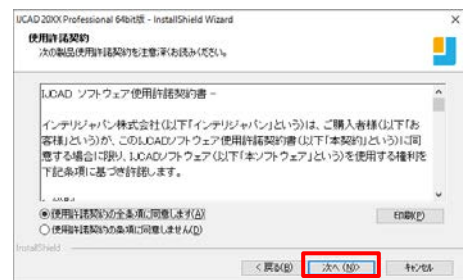 IJCAD 20XX Professional 64bit版 - InstallShield Wizard
使用許諾契約
次の製品使用許諾契約を注意深くお読みください。
IJCAD ソフトウェア使用許諾契約書 -
インテリジャパン株式会社(以下「インテリジャパン」という)は、ご購入者様(以下「お
客様」という)が、このIJCADソフトウェア使用許諾契約書(以下「本契約」という)に同
意する場合に限り、IJCADソフトウェア(以下「本ソフトウェア」という)を使用する権利を
下記条項に基づき許諾します。
使用許諾契約の全条項に同意します(A)
印刷(P)
使用許諾契約の条項に同意しません(D)
InstallShield
< 戻る(B)
次へ(N)>
キャンセル